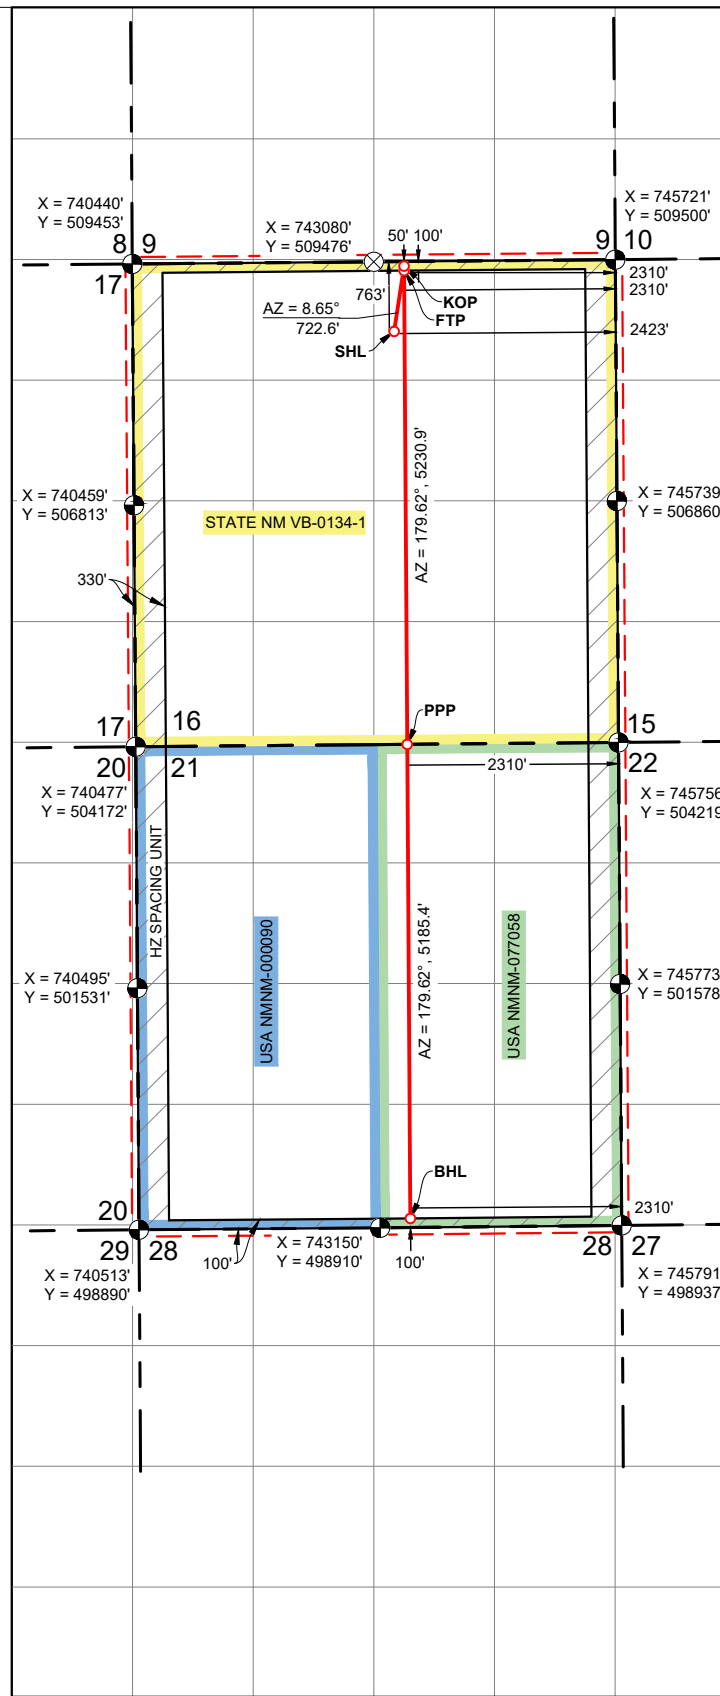 X = 740440'
Y = 509453'
X = 743080'
Y = 509476'
X = 745721'
Y = 509500'
8
9
9
10
17
50'
100'
2310'
2310'
KOP
FTP
763'
AZ = 8.65°
722.6'
SHL
2423'
X = 740459'
Y = 506813'
X = 745739
Y = 506860
STATE NM VB-0134-1
AZ = 179.62°, 5230.9'
330'
PPP
17
16
15
20
21
22
2310'
X = 740477'
Y = 504172'
X = 745756
Y = 504219
HZ SPACING UNIT
USA NMNM-000090
USA NMNM-077058
AZ = 179.62°, 5185.4'
X = 740495'
Y = 501531'
X = 745773
Y = 501578
BHL
20
2310'
29
28
28
27
X = 743150'
Y = 498910'
100'
100'
X = 740513'
Y = 498890'
X = 745791
Y = 498937